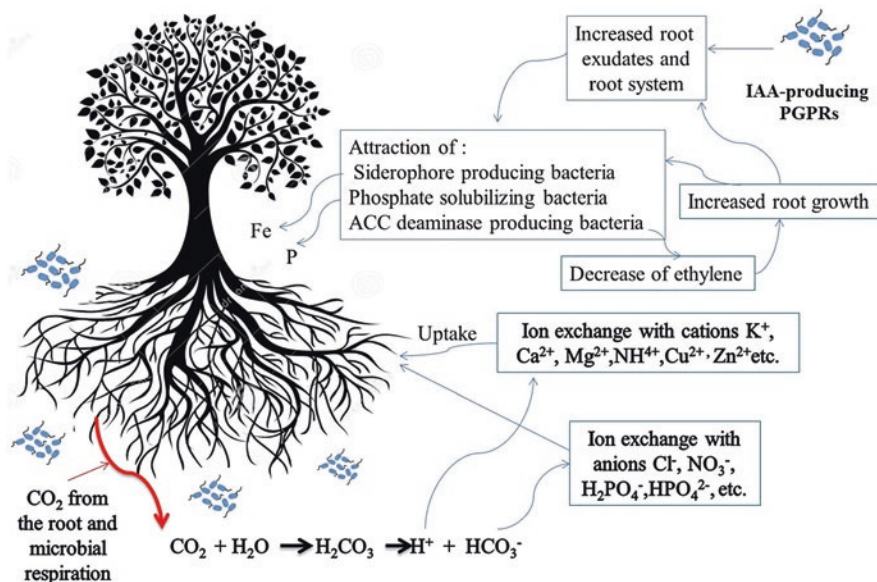 Increased root
exudates and
root system
IAA-producing
PGPRs
Attraction of :
Siderophore producing bacteria
Phosphate solubilizing bacteria
ACC deaminase producing bacteria
Increased root growth
Fe
P
Decrease of ethylene
Uptake
Ion exchange with cations K⁺,
Ca²⁺, Mg²⁺,NH⁴⁺,Cu²⁺, Zn²⁺etc.
Ion exchange with
anions Cl⁻, NO₃⁻,
H₂PO₄⁻,HPO₄²⁻, etc.
CO₂ from
the root and
microbial
respiration
CO₂ + H₂O → H₂CO₃ → H⁺ + HCO₃⁻